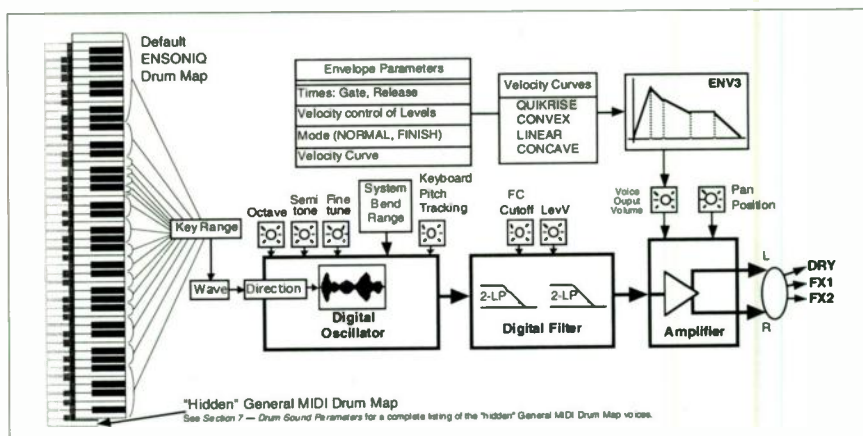 Default
ENSONIQ
Drum Map
Envelope Parameters
Times: Gate, Release
Velocity control of Levels
Mode (NORMAL, FINISH)
Velocity Curve
Velocity Curves
QUIKRISE
CONVEX
LINEAR
CONCAVE
ENV3
Key Range
Wave
Direction
Octave
Semi
tone
Fine
tune
System
Bend
Range
Keyboard
Pitch
Tracking
FC
Cutoff
LevV
Voice
Ouput
Volume
Pan
Position
Digital
Oscillator
2-LP
2-LP
Digital Filter
Amplifier
L
R
DRY
FX1
FX2
"Hidden" General MIDI Drum Map
See Section 7 — Drum Sound Parameters for a complete listing of the "hidden" General MIDI Drum Map voices.